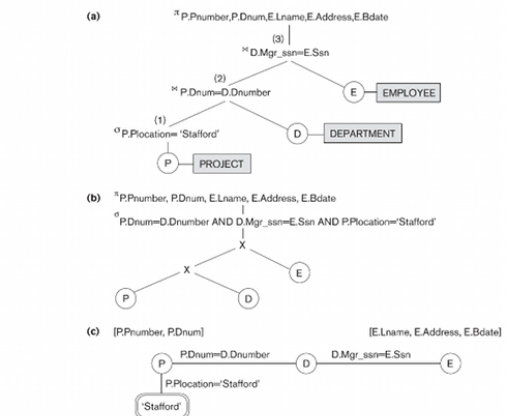 (a) π P.Pnumber,P.Dnum,E.Lname,E.Address,E.Bdate
(3)
⋈ D.Mgr_ssn=E.Ssn
(2)
⋈ P.Dnum=D.Dnumber
E EMPLOYEE
(1)
σ P.Plocation= 'Stafford'
D DEPARTMENT
P PROJECT
(b) π P.Pnumber, P.Dnum, E.Lname, E.Address, E.Bdate
σ P.Dnum=D.Dnumber AND D.Mgr_ssn=E.Ssn AND P.Plocation='Stafford'
X
X E
P D
(c) [P.Pnumber, P.Dnum] [E.Lname, E.Address, E.Bdate]
P P.Dnum=D.Dnumber D D.Mgr_ssn=E.Ssn E
P.Plocation='Stafford'
'Stafford'